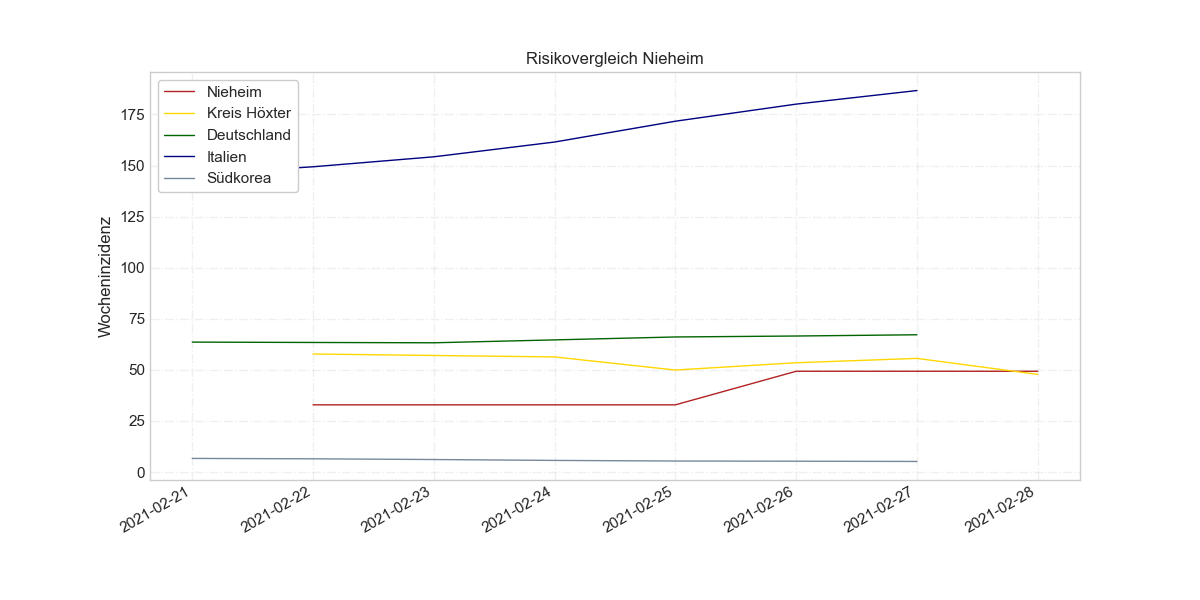 Risikovergleich Nieheim
Nieheim
Kreis Höxter
Deutschland
Italien
Südkorea
Wocheninzidenz
175
150
125
100
75
50
25
0
2021-02-21
2021-02-22
2021-02-23
2021-02-24
2021-02-25
2021-02-26
2021-02-27
2021-02-28